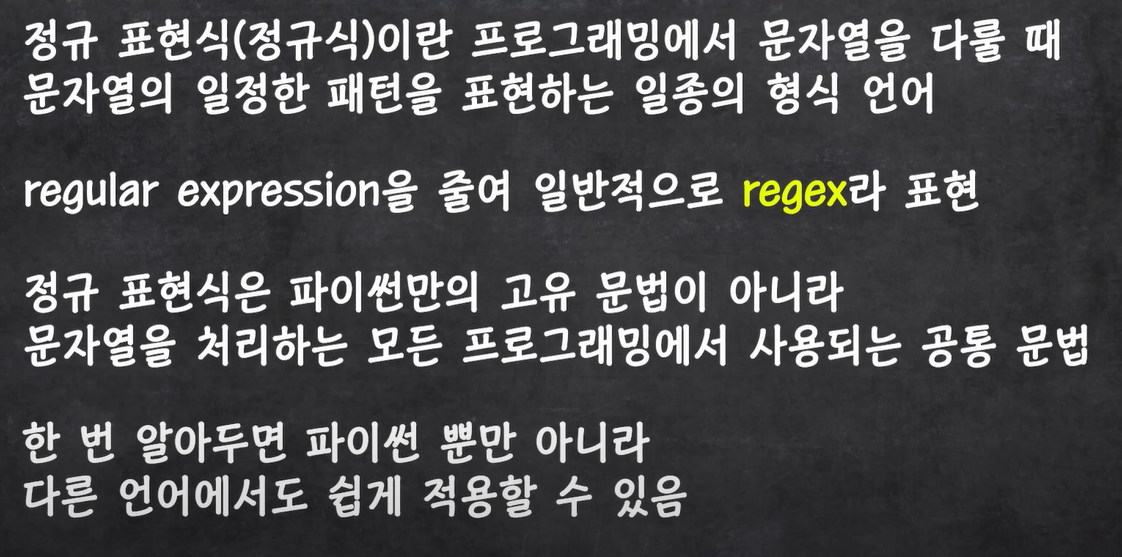 정규 표현식(정규식)이란 프로그래밍에서 문자열을 다룰 때
문자열의 일정한 패턴을 표현하는 일종의 형식 언어
regular expression을 줄여 일반적으로 regex라 표현
정규 표현식은 파이썬만의 고유 문법이 아니라
문자열을 처리하는 모든 프로그래밍에서 사용되는 공통 문법
한 번 알아두면 파이썬 뿐만 아니라
다른 언어에서도 쉽게 적용할 수 있음